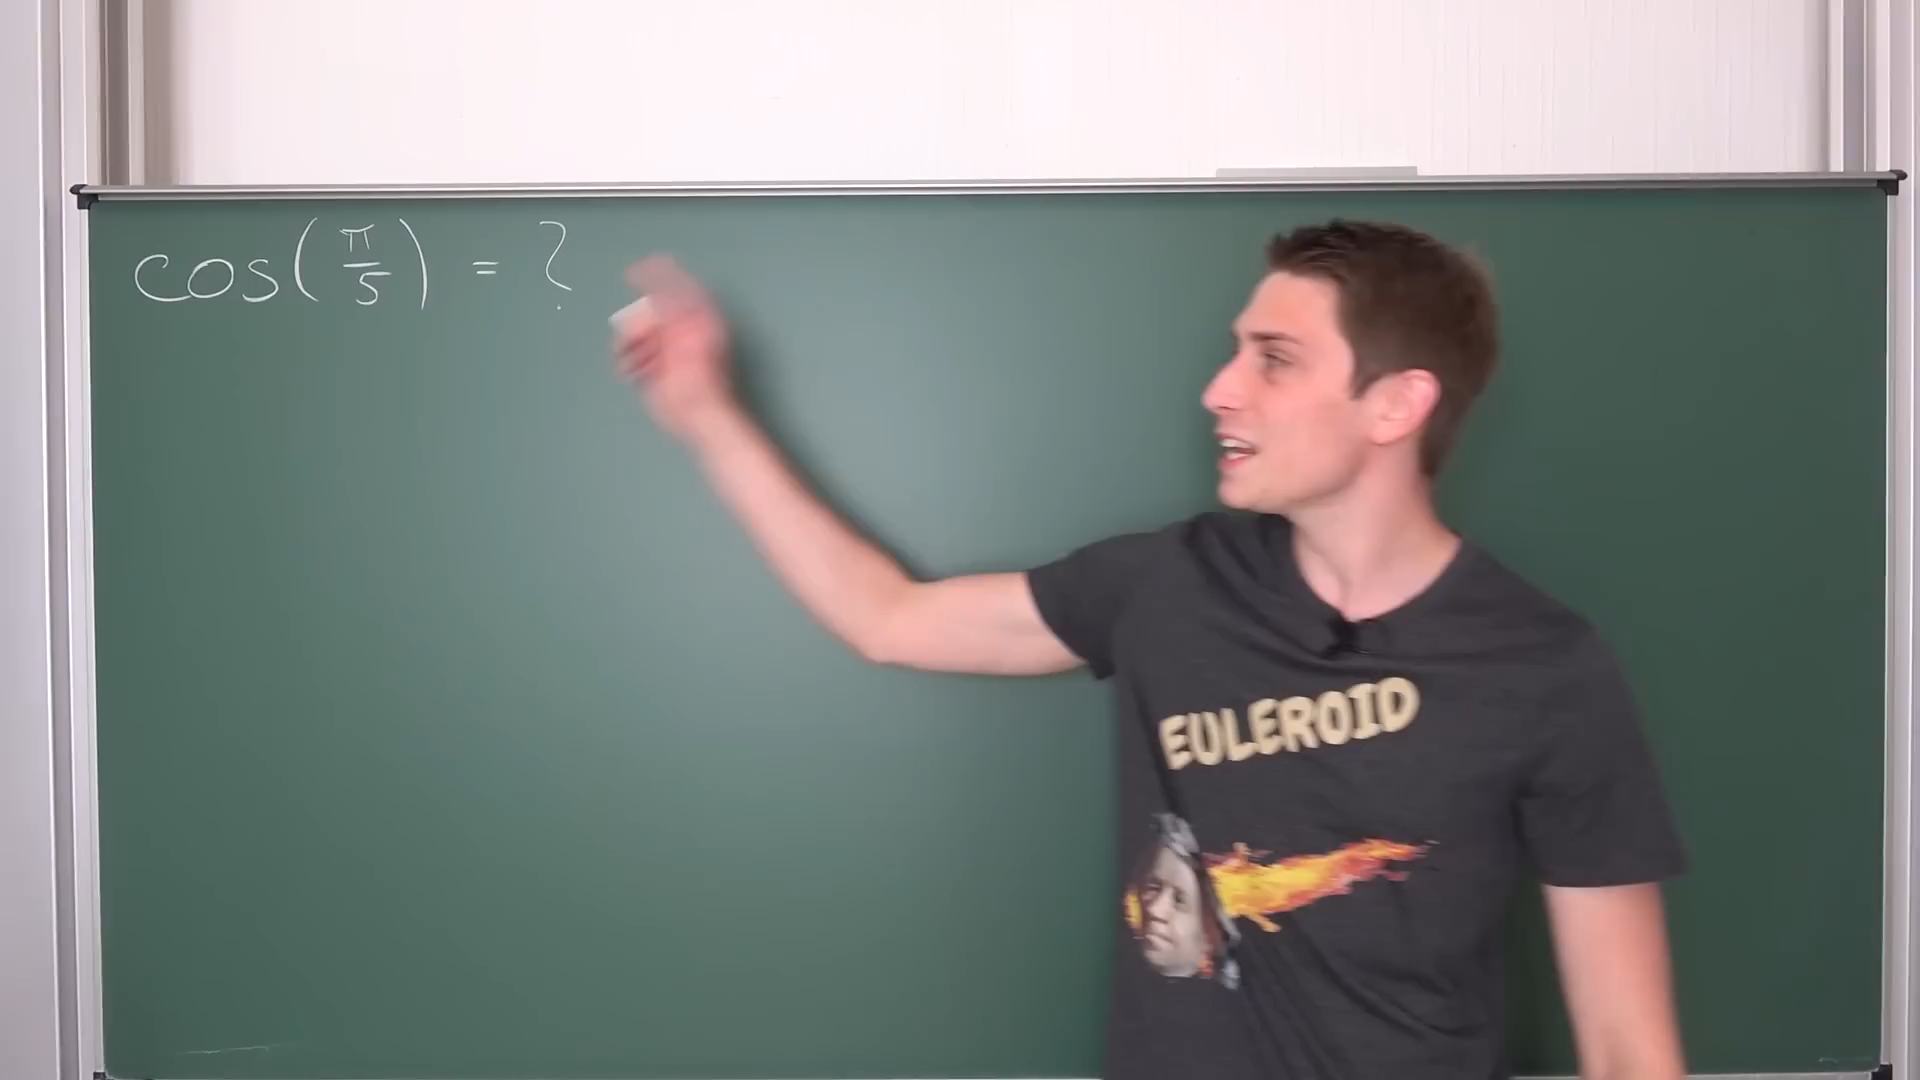 cos(π/5) = ?
EULEROID